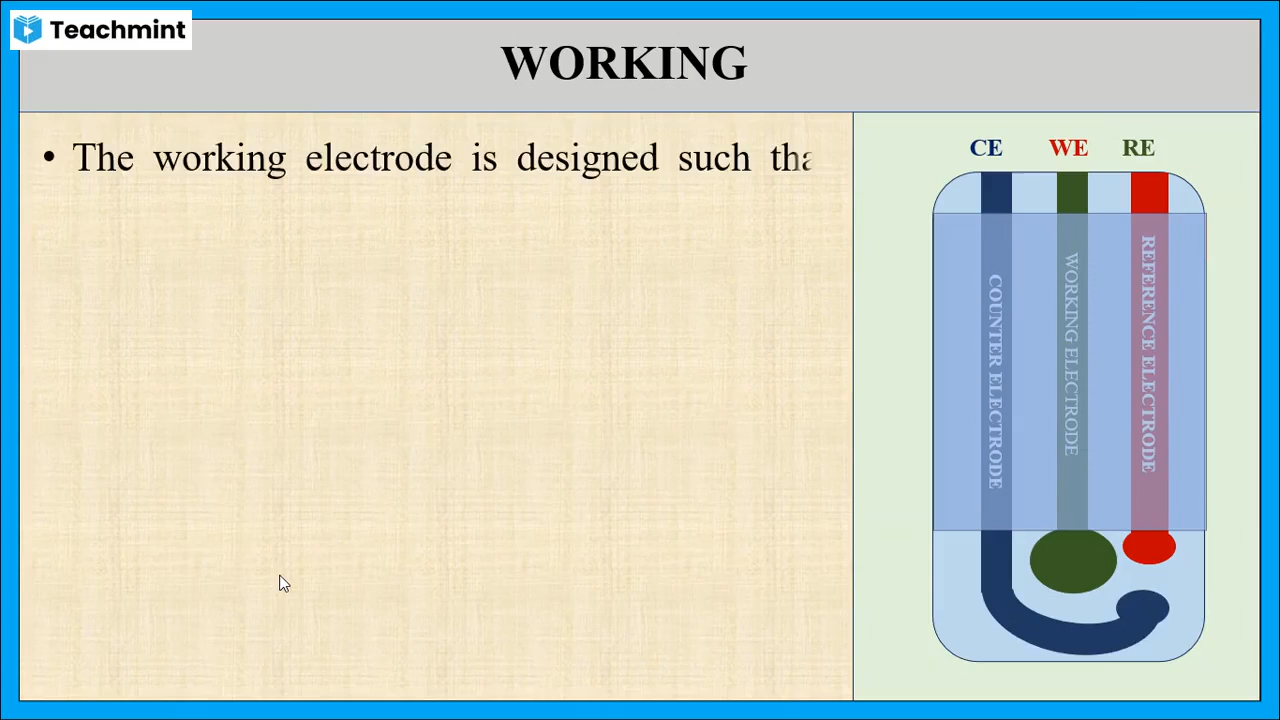 Teachmint
WORKING
• The working electrode is designed such tha
CE WE RE
COUNTER ELECTRODE
WORKING ELECTRODE
REFERENCE ELECTRODE